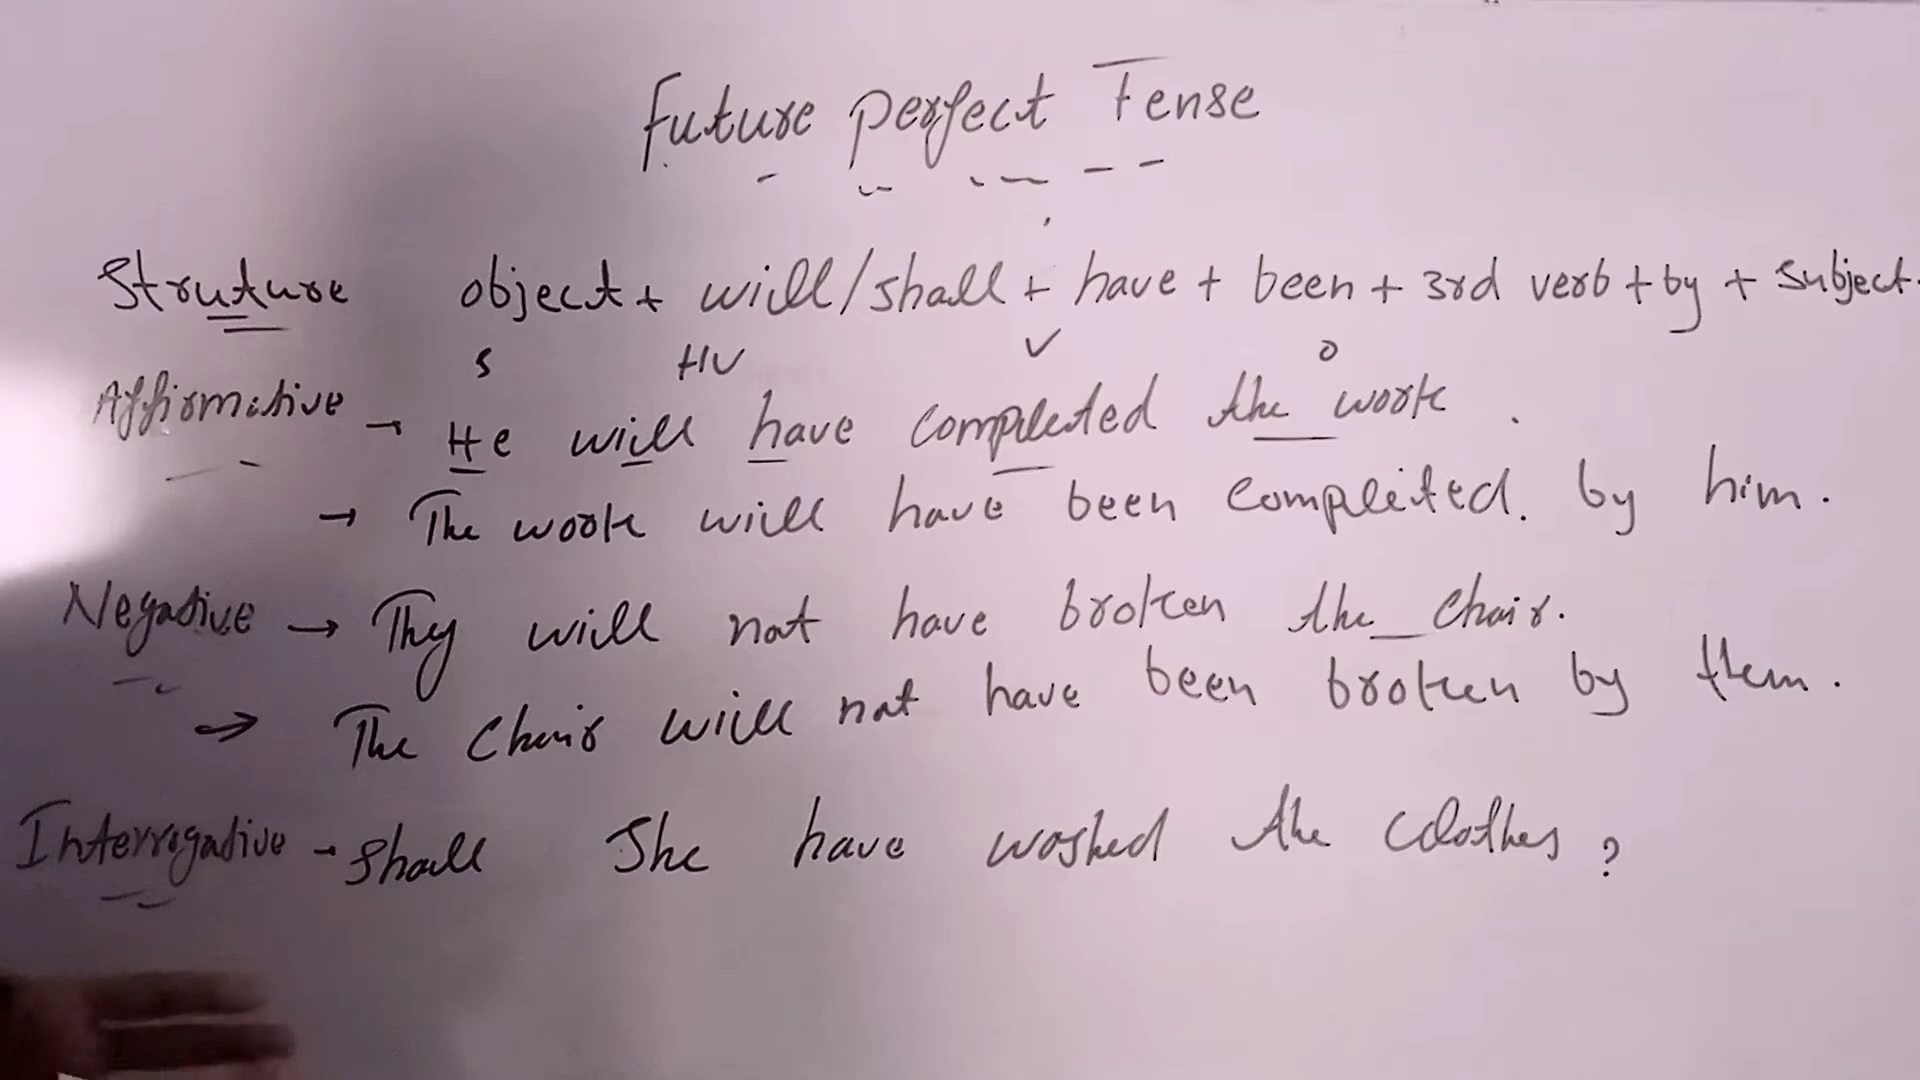 Future perfect Tense
Struture object + will/shall + have + been + 3rd verb + by + Subject.
S HV V O
Affirmative → He will have completed the work.
→ The work will have been compleited. by him.
Negative → They will not have broken the chair.
⇒ The chair will not have been broken by them.
Interrogative - Shall She have washed the clothes?